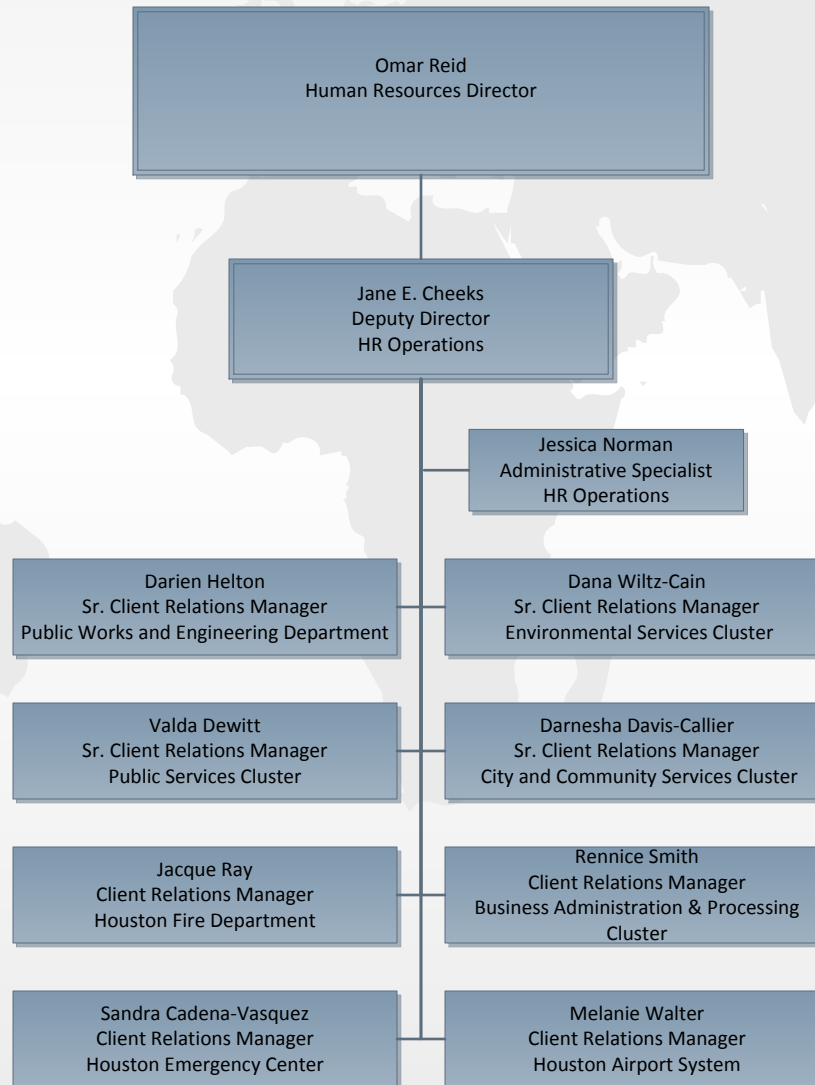 Omar Reid
Human Resources Director
Jane E. Cheeks
Deputy Director
HR Operations
Jessica Norman
Administrative Specialist
HR Operations
Darien Helton
Sr. Client Relations Manager
Public Works and Engineering Department
Dana Wiltz-Cain
Sr. Client Relations Manager
Environmental Services Cluster
Valda Dewitt
Sr. Client Relations Manager
Public Services Cluster
Darnesha Davis-Callier
Sr. Client Relations Manager
City and Community Services Cluster
Jacque Ray
Client Relations Manager
Houston Fire Department
Rennice Smith
Client Relations Manager
Business Administration & Processing
Cluster
Sandra Cadena-Vasquez
Client Relations Manager
Houston Emergency Center
Melanie Walter
Client Relations Manager
Houston Airport System